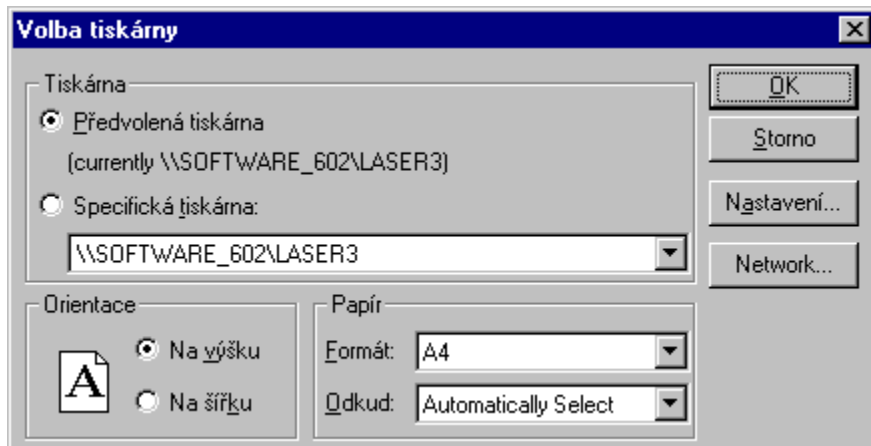 Volba tiskárny
Tiskárna
Předvolená tiskárna
(currently \\SOFTWARE_602\LASER3)
Specifická tiskárna:
\\SOFTWARE_602\LASER3
OK
Storno
Nastavení...
Network...
Orientace
A
Na výšku
Na šířku
Papír
Formát: A4
Odkud: Automatically Select